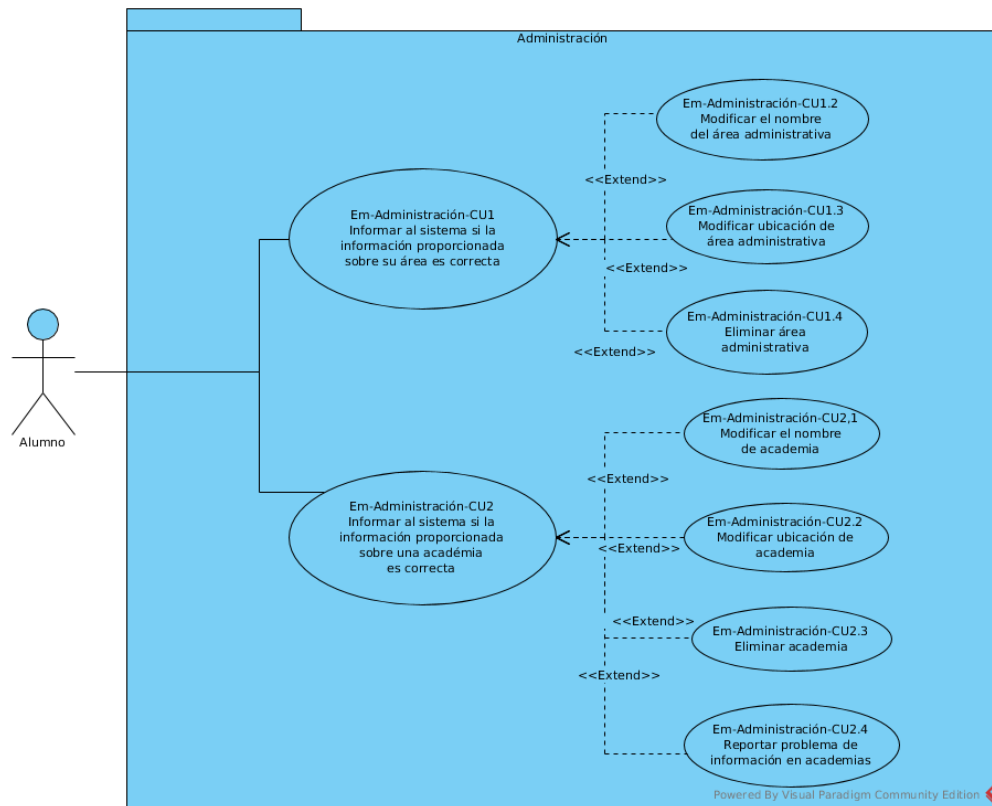 Administración
Em-Administración-CU1.2
Modificar el nombre
del área administrativa
<<Extend>>
Em-Administración-CU1
Informar al sistema si la
información proporcionada
sobre su área es correcta
Em-Administración-CU1.3
Modificar ubicación de
área administrativa
<<Extend>>
Em-Administración-CU1.4
Eliminar área
administrativa
<<Extend>>
Alumno
Em-Administración-CU2,1
Modificar el nombre
de academia
<<Extend>>
Em-Administración-CU2
Informar al sistema si la
información proporcionada
sobre una académia
es correcta
Em-Administración-CU2.2
Modificar ubicación de
academia
<<Extend>>
<<Extend>>
Em-Administración-CU2.3
Eliminar academia
<<Extend>>
Em-Administración-CU2.4
Reportar problema de
información en academias
Powered By Visual Paradigm Community Edition